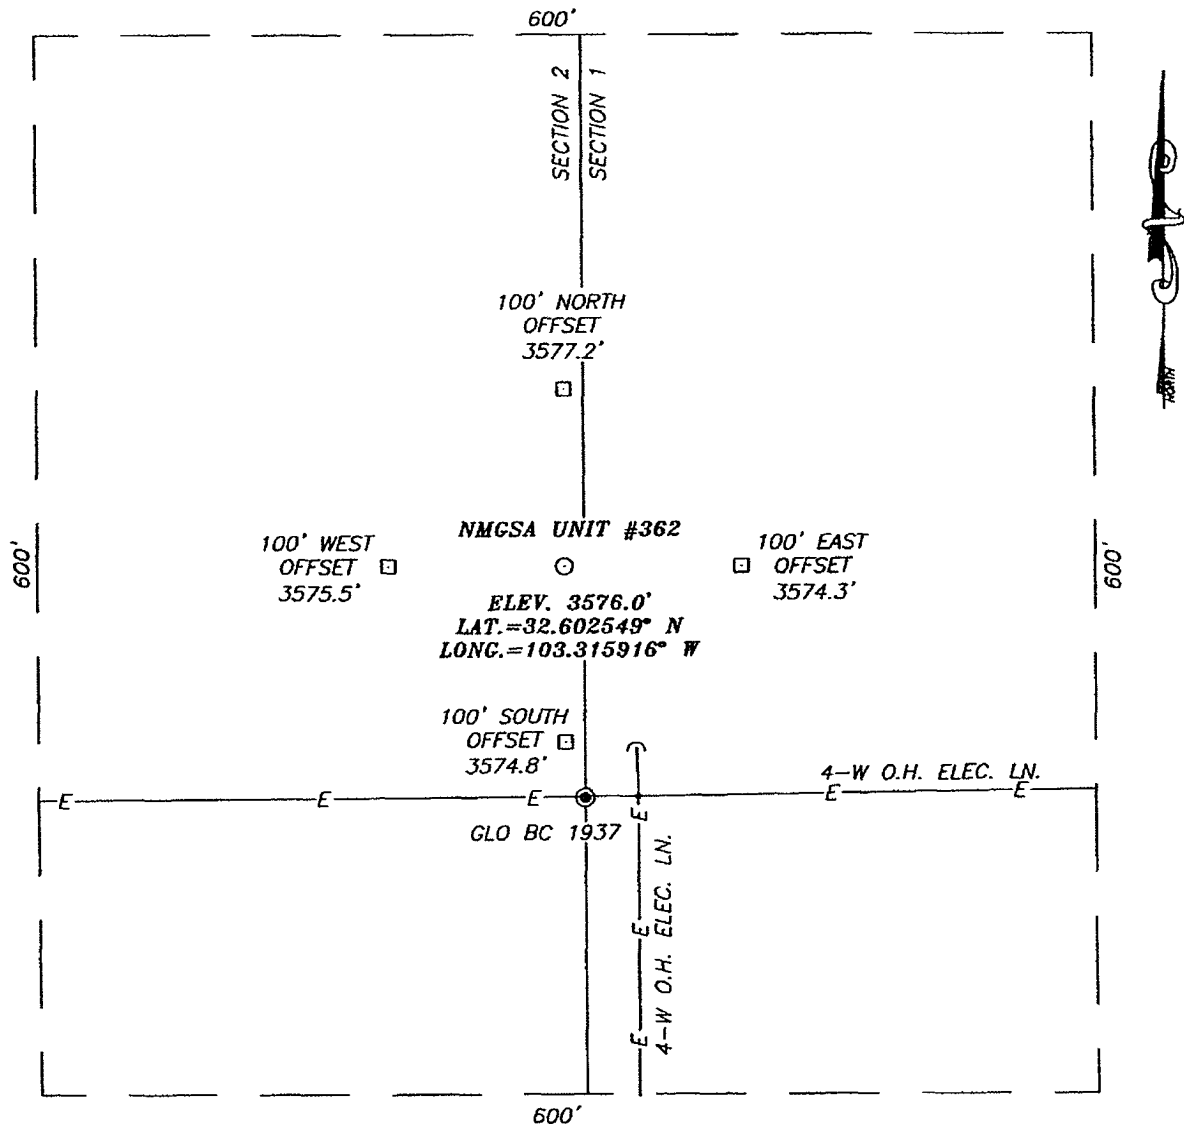 600'
SECTION 2
SECTION 1
100' NORTH
OFFSET
3577.2'
NORTH
NMGSA UNIT #362
100' WEST
OFFSET
3575.5'
100' EAST
OFFSET
3574.3'
600'
600'
ELEV. 3576.0'
LAT.=32.602549° N
LONG.=103.315916° W
100' SOUTH
OFFSET
3574.8'
4-W O.H. ELEC. LN.
E
E
E
E
E
GLO BC 1937
E
E
E
4-W O.H. ELEC. LN.
600'